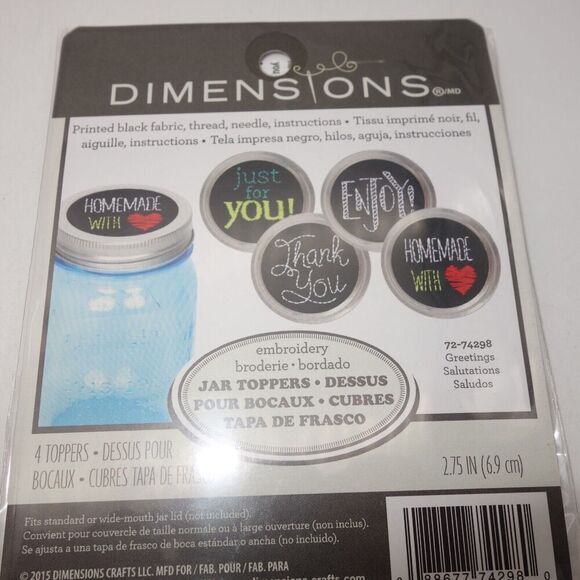 you!
DIMENSIONS®/MD
Printed black fabric, thread, needle, instructions • Tissu imprimé noir, fil,
aiguille, instructions • Tela impresa negro, hilos, aguja, instrucciones
HOMEMADE
WITH
just
for
you!
ENJOY!
Thank
You
HOMEMADE
WITH
72-74298
Greetings
Salutations
Saludos
embroidery
broderie • bordado
JAR TOPPERS • DESSUS
POUR BOCAUX • CUBRES
TAPA DE FRASCO
4 TOPPERS • DESSUS POUR
BOCAUX • CUBRES TAPA DE FRASCO
2.75 IN (6.9 cm)
Fits standard or wide-mouth jar lid (not included).
Convient pour couvercle de taille normale ou à large ouverture (non inclus).
Se ajusta a una tapa de frasco de boca estándar o ancha (no incluido).
© 2015 DIMENSIONS CRAFTS LLC. MFD FOR / FAB. POUR / FAB. PARA
88677 74298 0